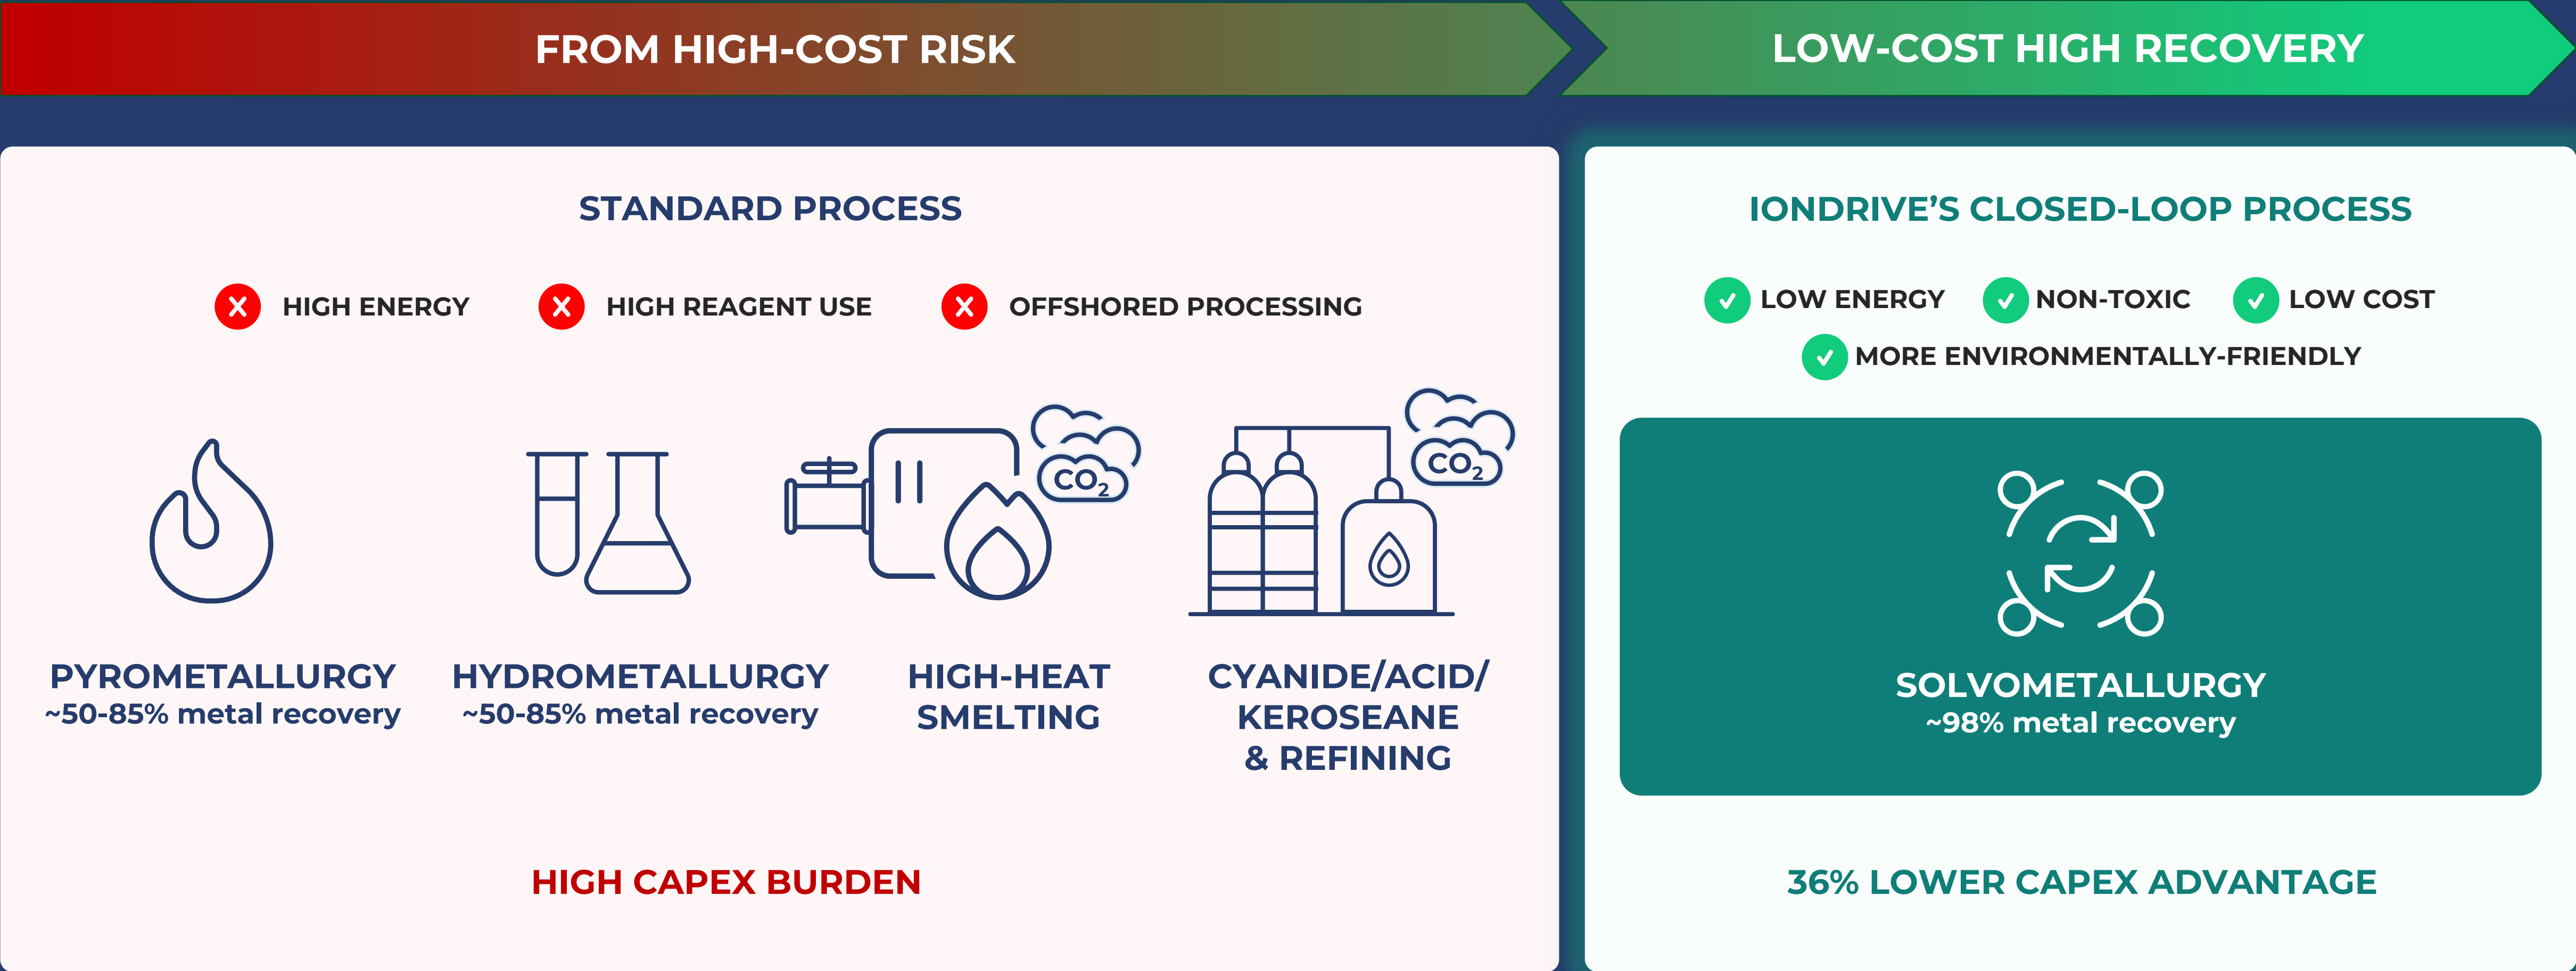 FROM HIGH-COST RISK
LOW-COST HIGH RECOVERY
STANDARD PROCESS
HIGH ENERGY
HIGH REAGENT USE
OFFSHORED PROCESSING
CO2
CO2
PYROMETALLURGY
~50-85% metal recovery
HYDROMETALLURGY
~50-85% metal recovery
HIGH-HEAT
SMELTING
CYANIDE/ACID/
KEROSEANE
& REFINING
HIGH CAPEX BURDEN
IONDRIVE’S CLOSED-LOOP PROCESS
LOW ENERGY
NON-TOXIC
LOW COST
MORE ENVIRONMENTALLY-FRIENDLY
SOLVOMETALLURGY
~98% metal recovery
36% LOWER CAPEX ADVANTAGE